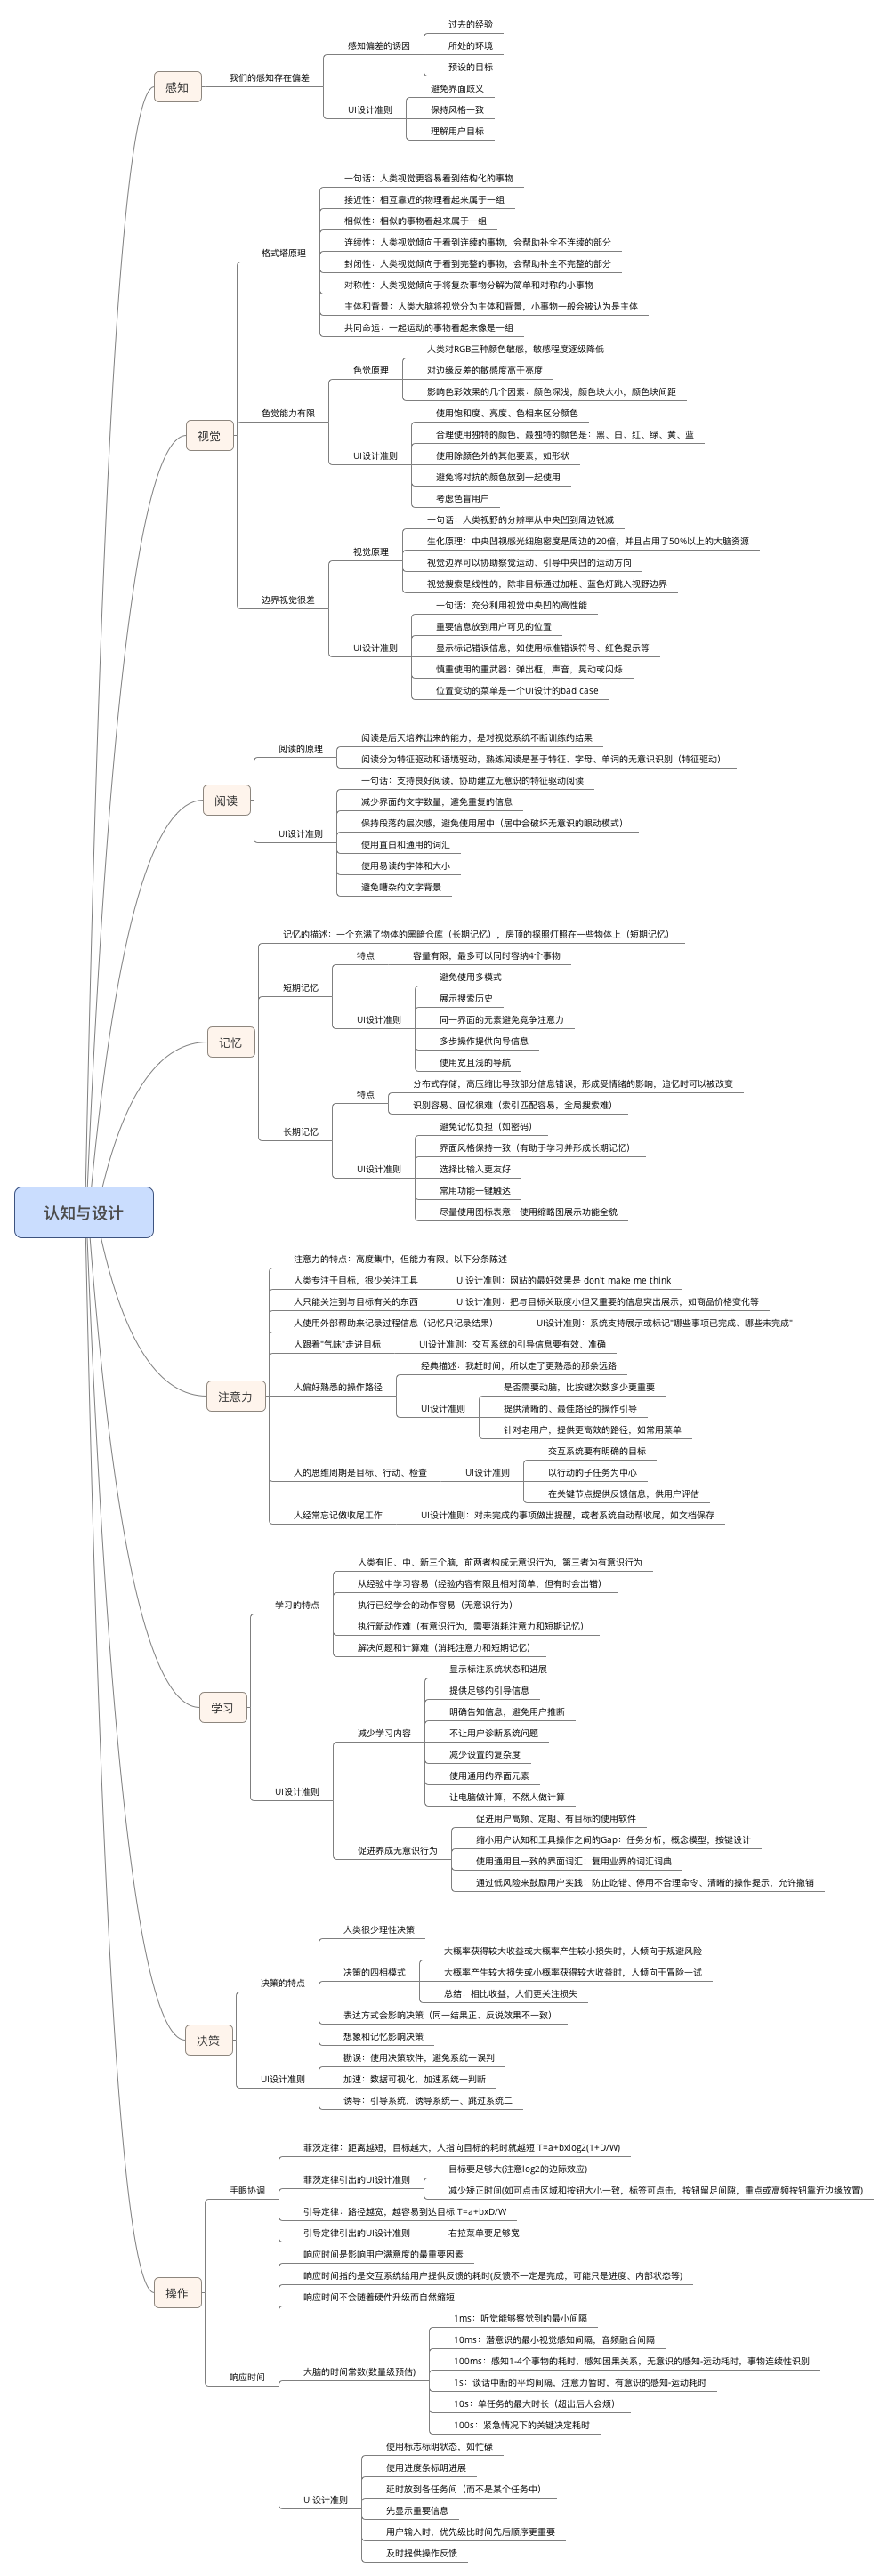 认知与设计
感知
我们的感知存在偏差
感知偏差的诱因
过去的经验
所处的环境
预设的目标
UI设计准则
避免界面歧义
保持风格一致
理解用户目标
视觉
格式塔原理
一句话：人类视觉更容易看到结构化的事物
接近性：相互靠近的物理看起来属于一组
相似性：相似的事物看起来属于一组
连续性：人类视觉倾向于看到连续的事物，会帮助补全不连续的部分
封闭性：人类视觉倾向于看到完整的事物，会帮助补全不完整的部分
对称性：人类视觉倾向于将复杂事物分解为简单和对称的小事物
主体和背景：人类大脑将视觉分为主体和背景，小事物一般会被认为是主体
共同命运：一起运动的事物看起来像是一组
色觉能力有限
色觉原理
人类对RGB三种颜色敏感，敏感程度逐级降低
对边缘反差的敏感度高于亮度
影响色彩效果的几个因素：颜色深浅，颜色块大小，颜色块间距
UI设计准则
使用饱和度、亮度、色相来区分颜色
合理使用独特的颜色，最独特的颜色是：黑、白、红、绿、黄、蓝
使用除颜色外的其他要素，如形状
避免将对抗的颜色放到一起使用
考虑色盲用户
边界视觉很差
视觉原理
一句话：人类视野的分辨率从中央凹到周边锐减
生化原理：中央凹视感光细胞密度是周边的20倍，并且占用了50%以上的大脑资源
视觉边界可以协助察觉运动、引导中央凹的运动方向
视觉搜索是线性的，除非目标通过加粗、蓝色灯跳入视野边界
UI设计准则
一句话：充分利用视觉中央凹的高性能
重要信息放到用户可见的位置
显示标记错误信息，如使用标准错误符号、红色提示等
慎重使用的重武器：弹出框，声音，晃动或闪烁
位置变动的菜单是一个UI设计的bad case
阅读
阅读的原理
阅读是后天培养出来的能力，是对视觉系统不断训练的结果
阅读分为特征驱动和语境驱动，熟练阅读是基于特征、字母、单词的无意识识别（特征驱动）
UI设计准则
一句话：支持良好阅读，协助建立无意识的特征驱动阅读
减少界面的文字数量，避免重复的信息
保持段落的层次感，避免使用居中（居中会破坏无意识的眼动模式）
使用直白和通用的词汇
使用易读的字体和大小
避免嘈杂的文字背景
记忆
记忆的描述：一个充满了物体的黑暗仓库（长期记忆），房顶的探照灯照在一些物体上（短期记忆）
短期记忆
特点
容量有限，最多可以同时容纳4个事物
UI设计准则
避免使用多模式
展示搜索历史
同一界面的元素避免竞争注意力
多步操作提供向导信息
使用宽且浅的导航
长期记忆
特点
分布式存储，高压缩比导致部分信息错误，形成受情绪的影响，追忆时可以被改变
识别容易、回忆很难（索引匹配容易，全局搜索难）
UI设计准则
避免记忆负担（如密码）
界面风格保持一致（有助于学习并形成长期记忆）
选择比输入更友好
常用功能一键触达
尽量使用图标表意：使用缩略图展示功能全貌
注意力
注意力的特点：高度集中，但能力有限。以下分条陈述
人类专注于目标，很少关注工具
UI设计准则：网站的最好效果是 don't make me think
人只能关注到与目标有关的东西
UI设计准则：把与目标关联度小但又重要的信息突出展示，如商品价格变化等
人使用外部帮助来记录过程信息（记忆只记录结果）
UI设计准则：系统支持展示或标记"哪些事项已完成、哪些未完成"
人跟着"气味"走进目标
UI设计准则：交互系统的引导信息要有效、准确
人偏好熟悉的操作路径
经典描述：我赶时间，所以走了更熟悉的那条远路
UI设计准则
是否需要动脑，比按键次数多少更重要
提供清晰的、最佳路径的操作引导
针对老用户，提供更高效的路径，如常用菜单
人的思维周期是目标、行动、检查
UI设计准则
交互系统要有明确的目标
以行动的子任务为中心
在关键节点提供反馈信息，供用户评估
人经常忘记做收尾工作
UI设计准则：对未完成的事项做出提醒，或者系统自动帮收尾，如文档保存
学习
学习的特点
人类有旧、中、新三个脑，前两者构成无意识行为，第三者为有意识行为
从经验中学习容易（经验内容有限且相对简单，但有时会出错）
执行已经学会的动作容易（无意识行为）
执行新动作难（有意识行为，需要消耗注意力和短期记忆）
解决问题和计算难（消耗注意力和短期记忆）
UI设计准则
减少学习内容
显示标注系统状态和进展
提供足够的引导信息
明确告知信息，避免用户推断
不让用户诊断系统问题
减少设置的复杂度
使用通用的界面元素
让电脑做计算，不然人做计算
促进养成无意识行为
促进用户高频、定期、有目标的使用软件
缩小用户认知和工具操作之间的Gap：任务分析，概念模型，按键设计
使用通用且一致的界面词汇：复用业界的词汇词典
通过低风险来鼓励用户实践：防止吃错、停用不合理命令、清晰的操作提示，允许撤销
决策
决策的特点
人类很少理性决策
决策的四相模式
大概率获得较大收益或大概率产生较小损失时，人倾向于规避风险
大概率产生较大损失或小概率获得较大收益时，人倾向于冒险一试
总结：相比收益，人们更关注损失
表达方式会影响决策（同一结果正、反说效果不一致）
想象和记忆影响决策
UI设计准则
勘误：使用决策软件，避免系统一误判
加速：数据可视化，加速系统一判断
诱导：引导系统，诱导系统一、跳过系统二
操作
手眼协调
菲茨定律：距离越短，目标越大，人指向目标的耗时就越短 T=a+bxlog2(1+D/W)
菲茨定律引出的UI设计准则
目标要足够大(注意log2的边际效应)
减少矫正时间(如可点击区域和按钮大小一致，标签可点击，按钮留足间隙，重点或高频按钮靠近边缘放置)
引导定律：路径越宽，越容易到达目标 T=a+bxD/W
引导定律引出的UI设计准则
右拉菜单要足够宽
响应时间
响应时间是影响用户满意度的最重要因素
响应时间指的是交互系统给用户提供反馈的耗时(反馈不一定是完成，可能只是进度、内部状态等)
响应时间不会随着硬件升级而自然缩短
大脑的时间常数(数量级预估)
1ms：听觉能够察觉到的最小间隔
10ms：潜意识的最小视觉感知间隔，音频融合间隔
100ms：感知1-4个事物的耗时，感知因果关系，无意识的感知-运动耗时，事物连续性识别
1s：谈话中断的平均间隔，注意力暂时，有意识的感知-运动耗时
10s：单任务的最大时长（超出后人会烦）
100s：紧急情况下的关键决定耗时
UI设计准则
使用标志标明状态，如忙碌
使用进度条标明进展
延时放到各任务间（而不是某个任务中）
先显示重要信息
用户输入时，优先级比时间先后顺序更重要
及时提供操作反馈